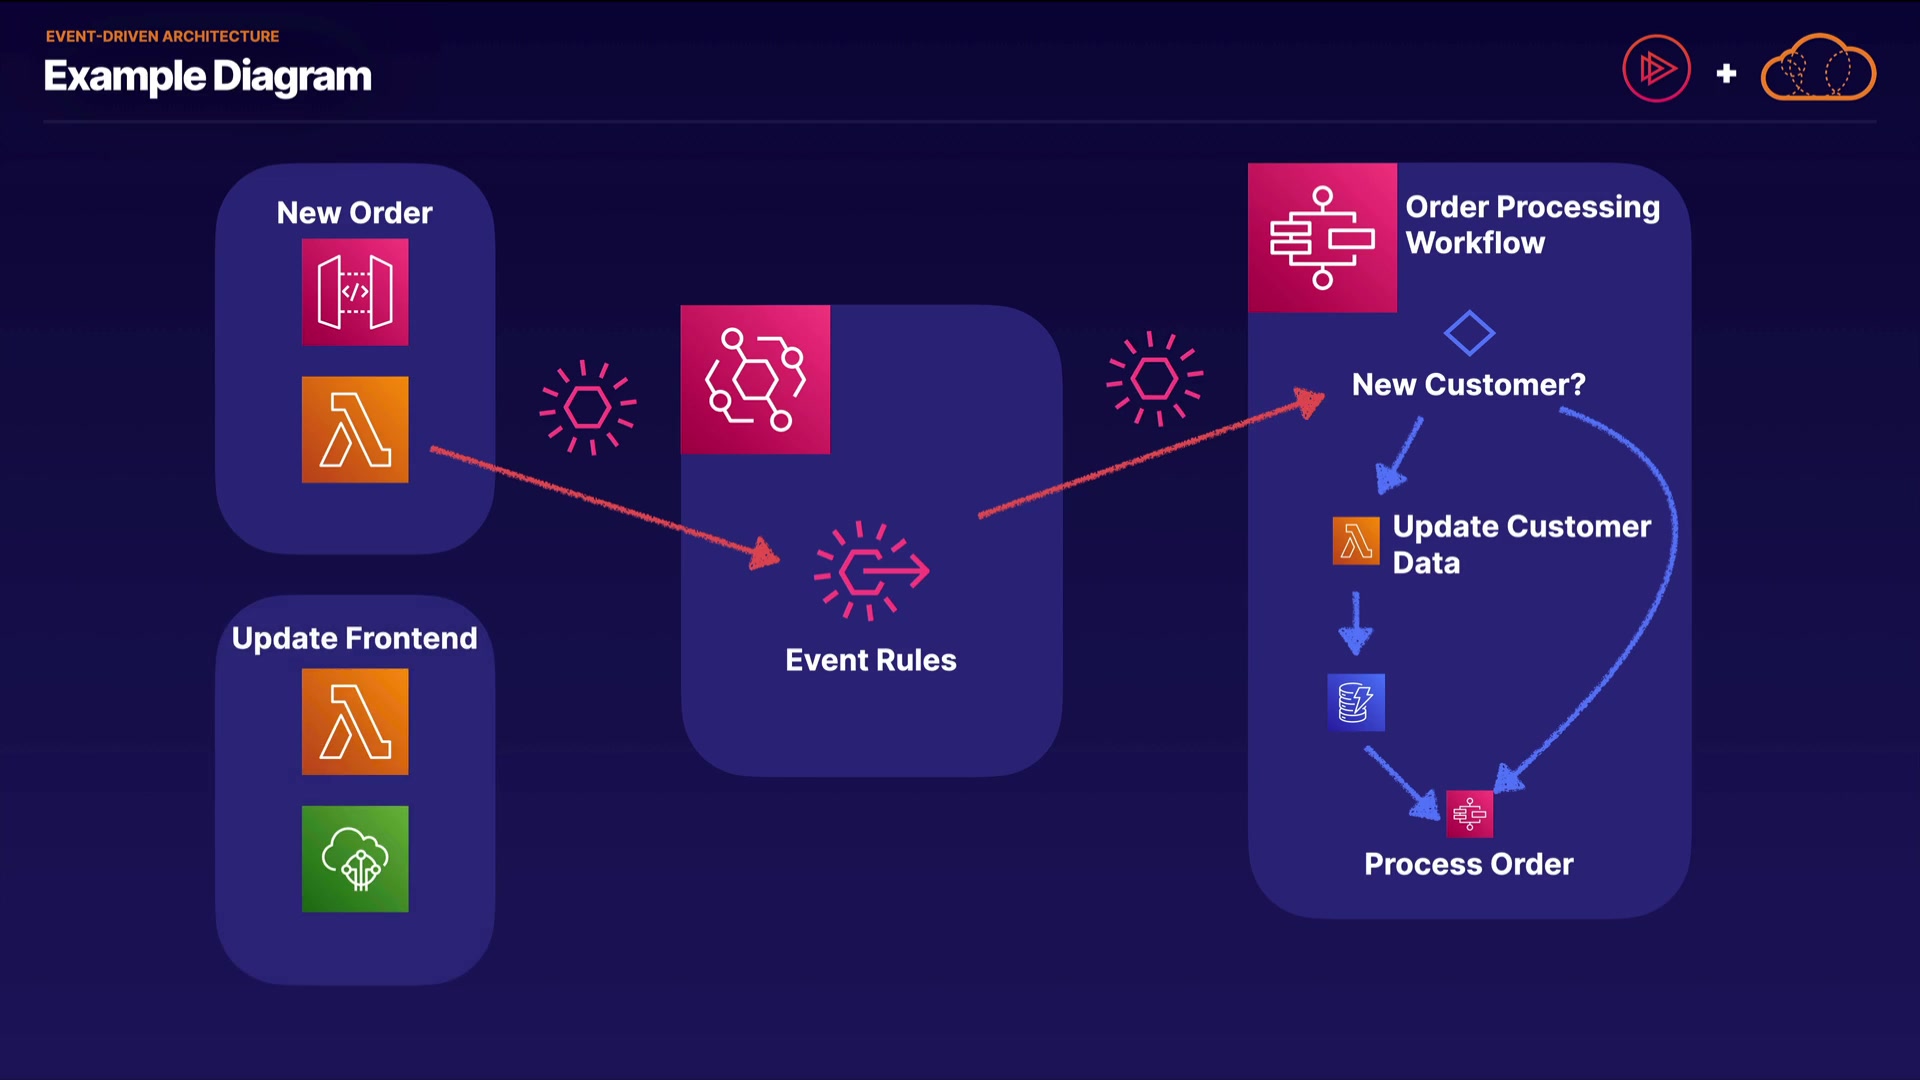 EVENT-DRIVEN ARCHITECTURE
Example Diagram
New Order
</>
Update Frontend
Event Rules
Order Processing
Workflow
New Customer?
Update Customer
Data
Process Order